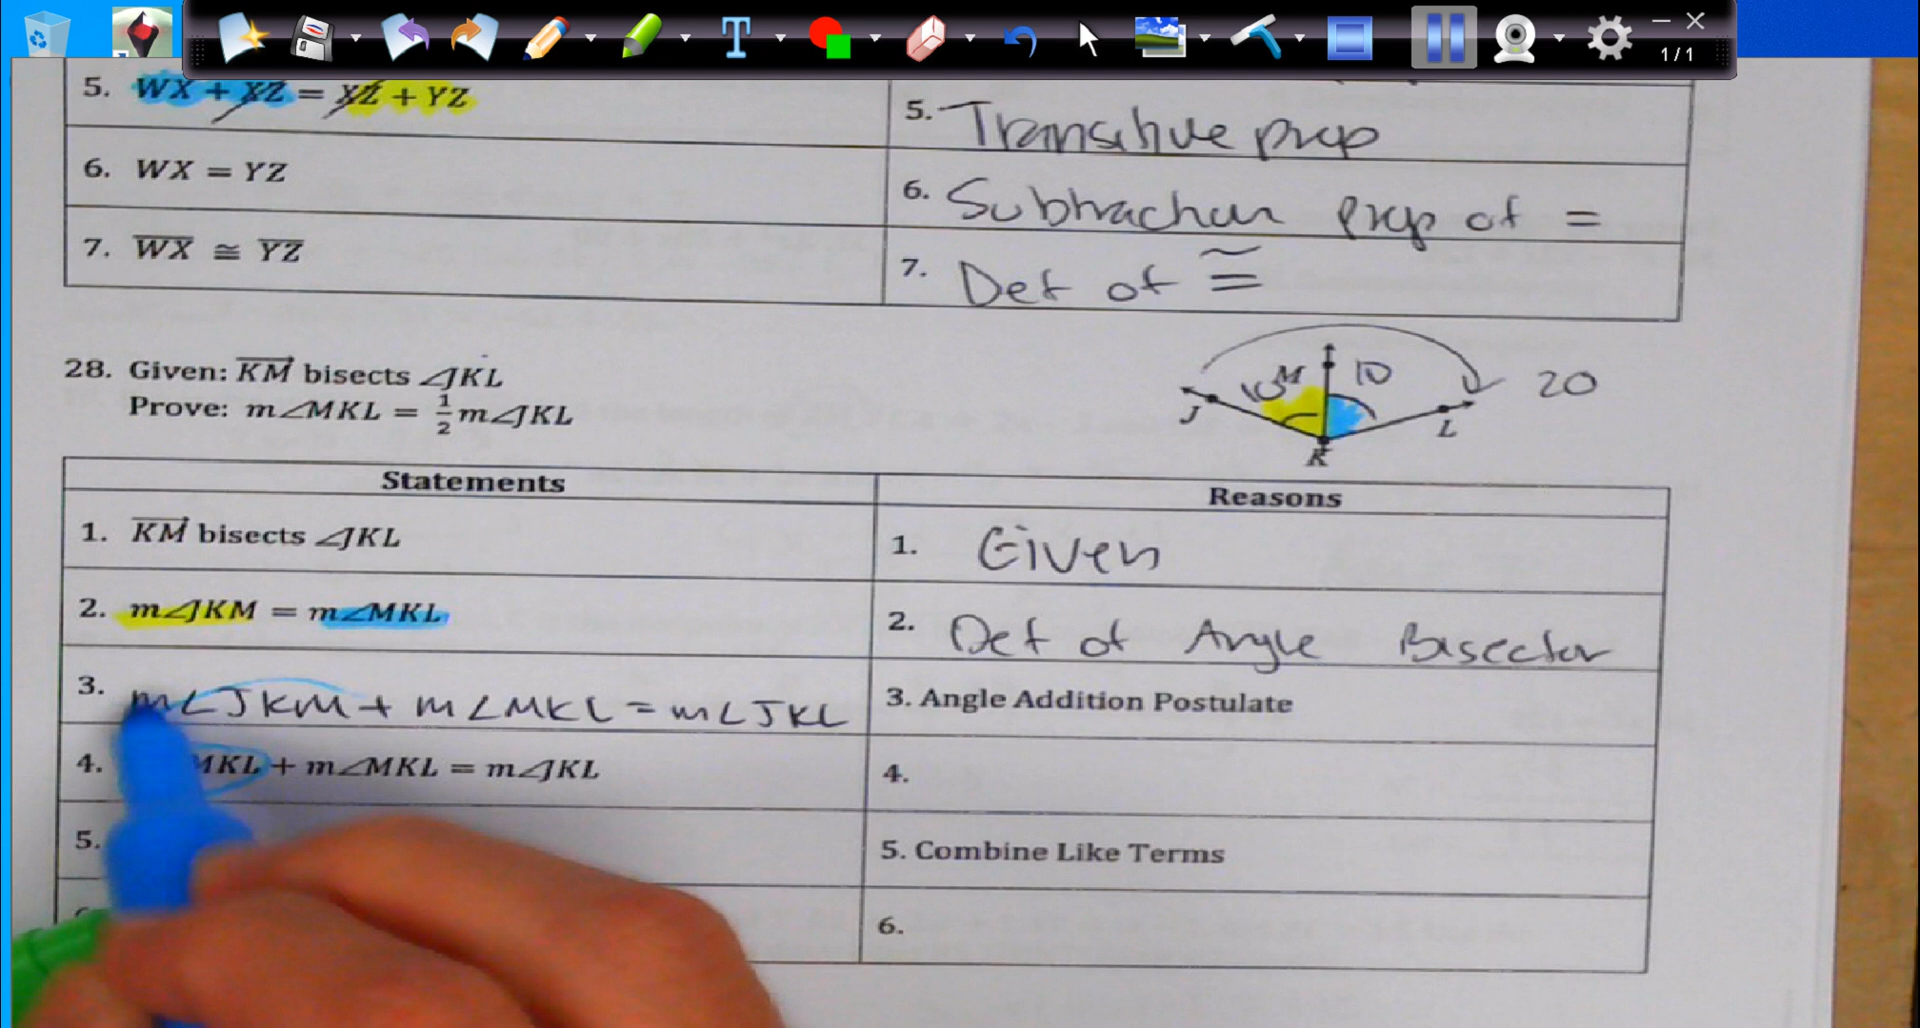 1/1
5. WX + XZ = XZ + YZ
5. Transitive prop
6. WX = YZ
6. Subtraction prop of =
7. WX ≅ YZ
7. Def of ≅
28. Given: KM bisects ∠JKL
Prove: m∠MKL = 1/2 m∠JKL
M 10 10 20
J L
K
Statements Reasons
1. KM bisects ∠JKL
1. Given
2. m∠JKM = m∠MKL
2. Def of Angle Bisector
3. m∠JKM + m∠MKL = m∠JKL
3. Angle Addition Postulate
4. MKL + m∠MKL = m∠JKL
4.
5.
5. Combine Like Terms
6.